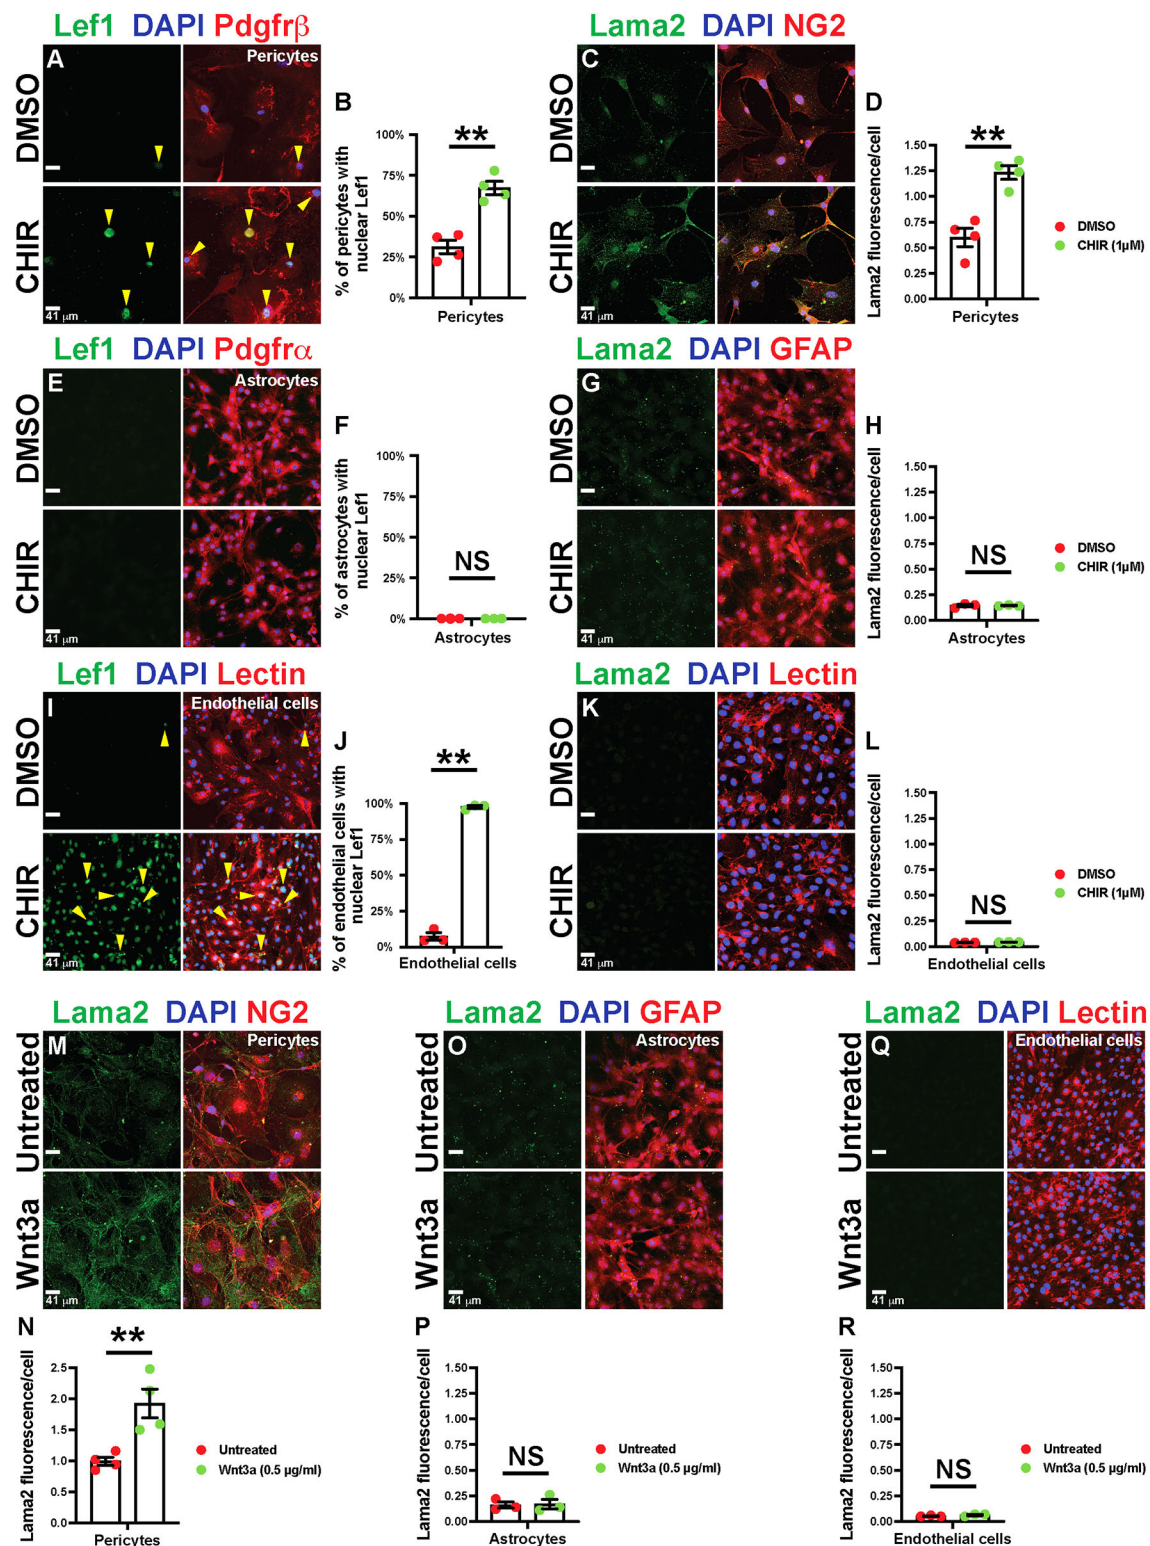 Lef1 DAPI Pdgfrβ
Lama2 DAPI NG2
A
Pericytes
DMSO
CHIR
41 µm
B
% of pericytes with
nuclear Lef1
100%
75%
50%
25%
0%
**
Pericytes
C
DMSO
CHIR
41 µm
D
Lama2 fluorescence/cell
1.50
1.25
1.00
0.75
0.50
0.25
0.00
**
Pericytes
DMSO
CHIR (1µM)
Lef1 DAPI Pdgfrα
Lama2 DAPI GFAP
E
Astrocytes
DMSO
CHIR
41 µm
F
% of astrocytes with
nuclear Lef1
100%
75%
50%
25%
0%
NS
Astrocytes
G
DMSO
CHIR
41 µm
H
Lama2 fluorescence/cell
1.50
1.25
1.00
0.75
0.50
0.25
0.00
NS
Astrocytes
DMSO
CHIR (1µM)
Lef1 DAPI Lectin
Lama2 DAPI Lectin
I
Endothelial cells
DMSO
CHIR
41 µm
J
% of endothelial cells with
nuclear Lef1
100%
75%
50%
25%
0%
**
Endothelial cells
K
DMSO
CHIR
41 µm
L
Lama2 fluorescence/cell
1.50
1.25
1.00
0.75
0.50
0.25
0.00
NS
Endothelial cells
DMSO
CHIR (1µM)
Lama2 DAPI NG2
Lama2 DAPI GFAP
Lama2 DAPI Lectin
M
Pericytes
Untreated
Wnt3a
41 µm
O
Astrocytes
Untreated
Wnt3a
41 µm
Q
Endothelial cells
Untreated
Wnt3a
41 µm
N
Lama2 fluorescence/cell
2.5
2.0
1.5
1.0
0.5
0.0
**
Pericytes
Untreated
Wnt3a (0.5 µg/ml)
P
Lama2 fluorescence/cell
1.50
1.25
1.00
0.75
0.50
0.25
0.00
NS
Astrocytes
Untreated
Wnt3a (0.5 µg/ml)
R
Lama2 fluorescence/cell
1.50
1.25
1.00
0.75
0.50
0.25
0.00
NS
Endothelial cells
Untreated
Wnt3a (0.5 µg/ml)